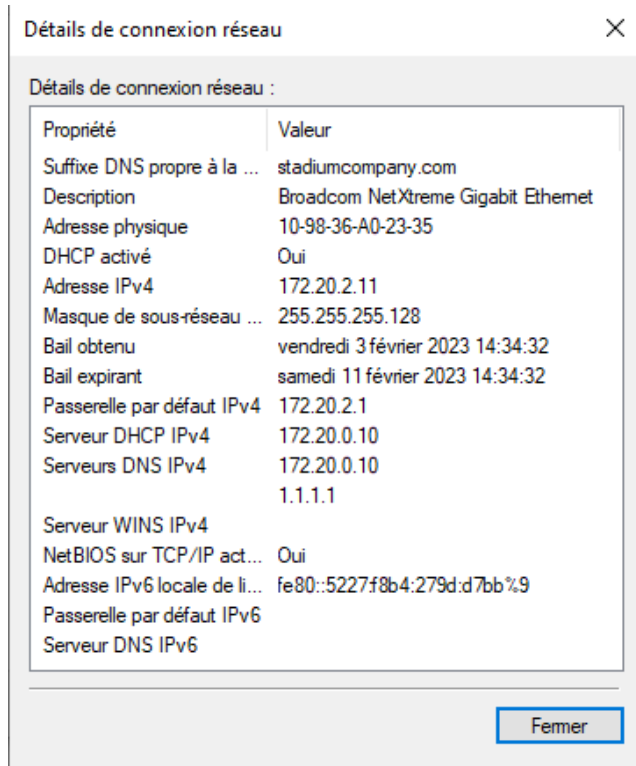 Détails de connexion réseau
Détails de connexion réseau :
Propriété Valeur
Suffixe DNS propre à la ... stadiumcompany.com
Description Broadcom NetXtreme Gigabit Ethernet
Adresse physique 10-98-36-A0-23-35
DHCP activé Oui
Adresse IPv4 172.20.2.11
Masque de sous-réseau ... 255.255.255.128
Bail obtenu vendredi 3 février 2023 14:34:32
Bail expirant samedi 11 février 2023 14:34:32
Passerelle par défaut IPv4 172.20.2.1
Serveur DHCP IPv4 172.20.0.10
Serveurs DNS IPv4 172.20.0.10
1.1.1.1
Serveur WINS IPv4
NetBIOS sur TCP/IP act... Oui
Adresse IPv6 locale de li... fe80::5227:f8b4:279d:d7bb%9
Passerelle par défaut IPv6
Serveur DNS IPv6
Fermer